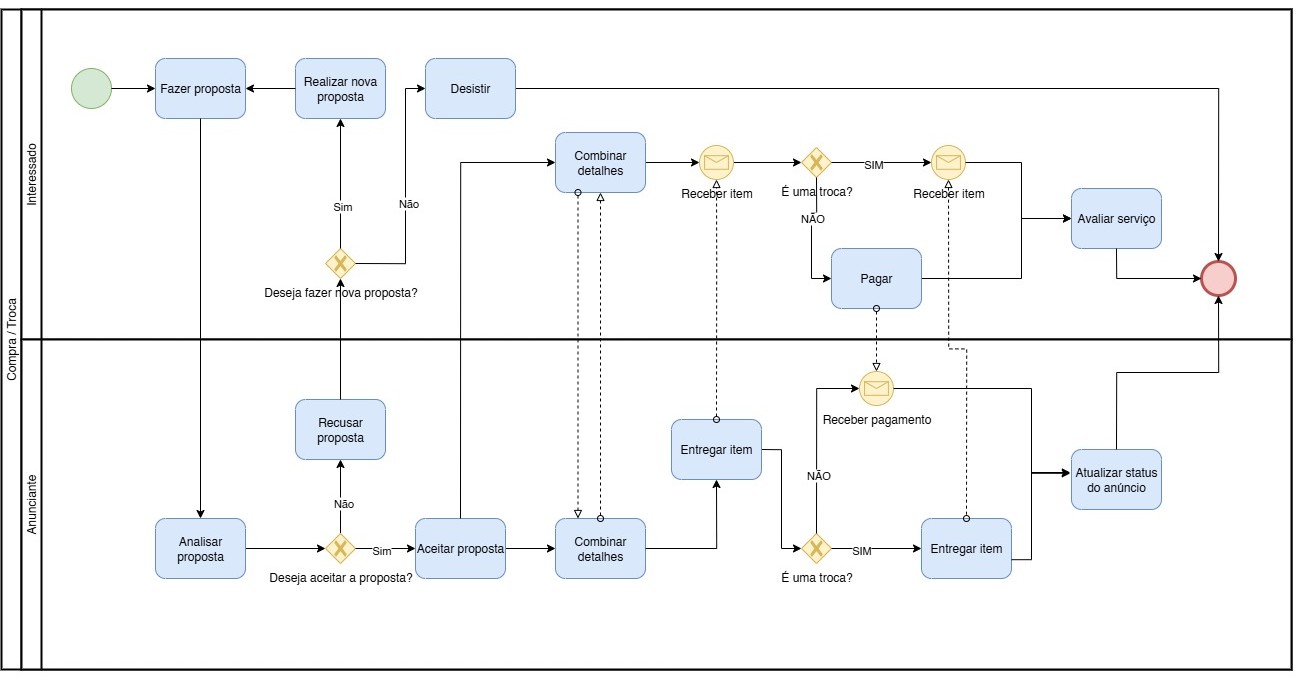 Compra / Troca
Interessado
Fazer proposta
Realizar nova
proposta
Desistir
Sim
Não
Deseja fazer nova proposta?
Combinar
detalhes
Receber item
É uma troca?
SIM
NÃO
Receber item
Pagar
Avaliar serviço
Anunciante
Analisar
proposta
Deseja aceitar a proposta?
Não
Recusar
proposta
Sim
Aceitar proposta
Combinar
detalhes
Entregar item
É uma troca?
NÃO
Receber pagamento
SIM
Entregar item
Atualizar status
do anúncio